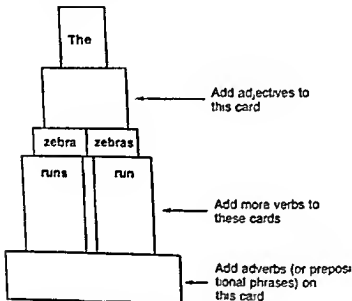 The
Add adjectives to
this card
zebra zebras
runs run
Add more verbs to
these cards
Add adverbs (or preposi
tional phrases) on
this card